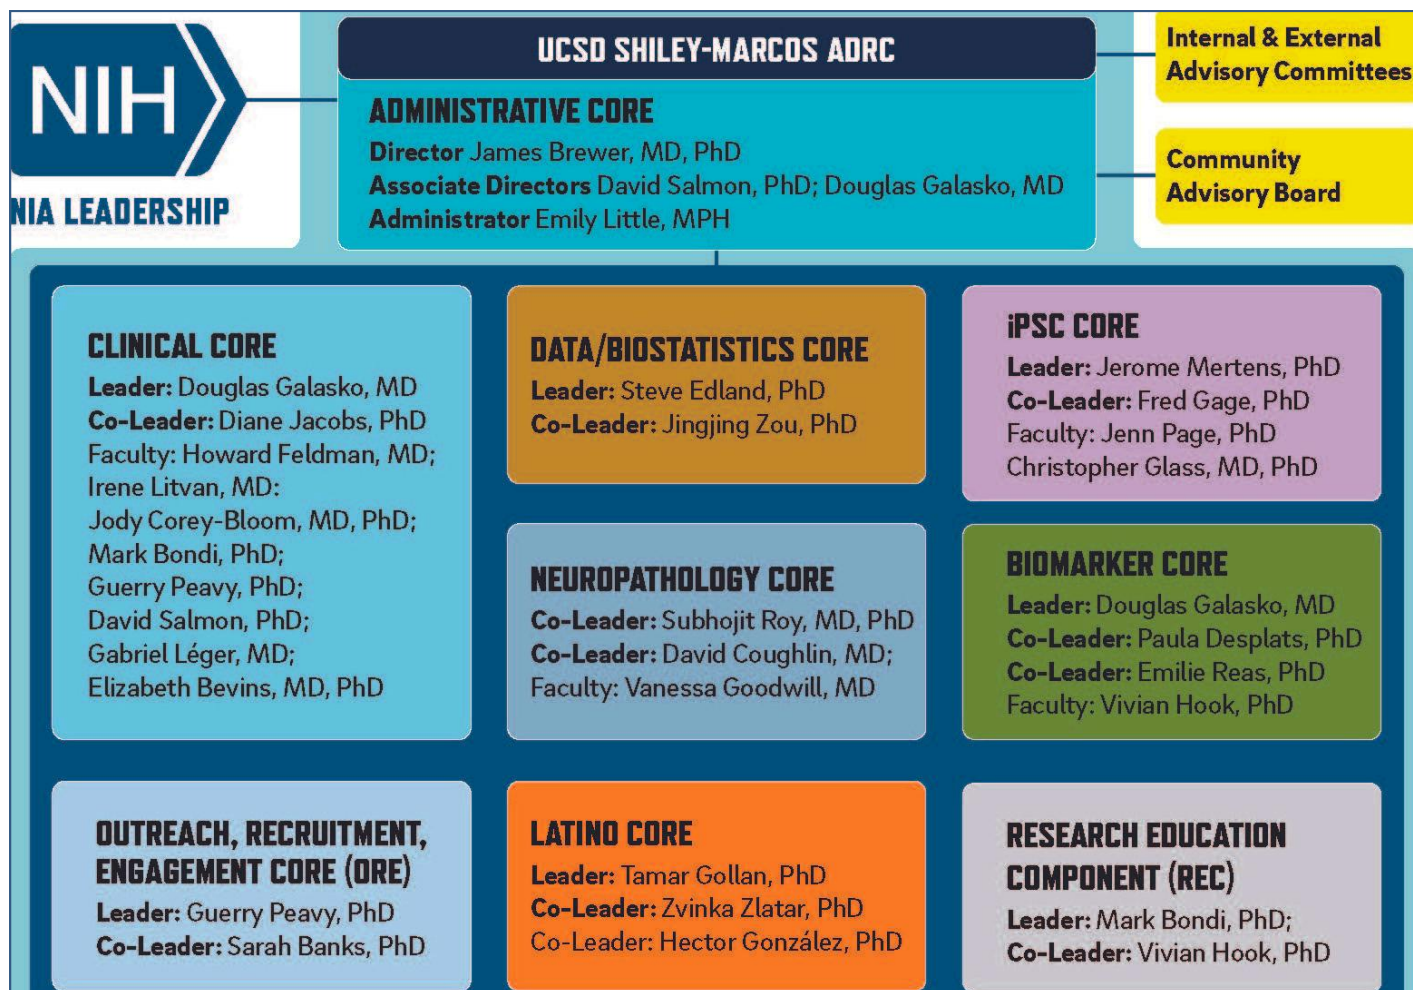 NIH
NIA LEADERSHIP
UCSD SHILEY-MARCOS ADRC
ADMINISTRATIVE CORE
Director James Brewer, MD, PhD
Associate Directors David Salmon, PhD; Douglas Galasko, MD
Administrator Emily Little, MPH
Internal & External
Advisory Committees
Community
Advisory Board
CLINICAL CORE
Leader: Douglas Galasko, MD
Co-Leader: Diane Jacobs, PhD
Faculty: Howard Feldman, MD;
Irene Litvan, MD:
Jody Corey-Bloom, MD, PhD;
Mark Bondi, PhD;
Guerry Peavy, PhD;
David Salmon, PhD;
Gabriel Léger, MD;
Elizabeth Bevins, MD, PhD
DATA/BIOSTATISTICS CORE
Leader: Steve Edland, PhD
Co-Leader: Jingjing Zou, PhD
iPSC CORE
Leader: Jerome Mertens, PhD
Co-Leader: Fred Gage, PhD
Faculty: Jenn Page, PhD
Christopher Glass, MD, PhD
NEUROPATHOLOGY CORE
Co-Leader: Subhojit Roy, MD, PhD
Co-Leader: David Coughlin, MD;
Faculty: Vanessa Goodwill, MD
BIOMARKER CORE
Leader: Douglas Galasko, MD
Co-Leader: Paula Desplats, PhD
Co-Leader: Emilie Reas, PhD
Faculty: Vivian Hook, PhD
OUTREACH, RECRUITMENT,
ENGAGEMENT CORE (ORE)
Leader: Guerry Peavy, PhD
Co-Leader: Sarah Banks, PhD
LATINO CORE
Leader: Tamar Gollan, PhD
Co-Leader: Zvinka Zlatar, PhD
Co-Leader: Hector González, PhD
RESEARCH EDUCATION
COMPONENT (REC)
Leader: Mark Bondi, PhD;
Co-Leader: Vivian Hook, PhD